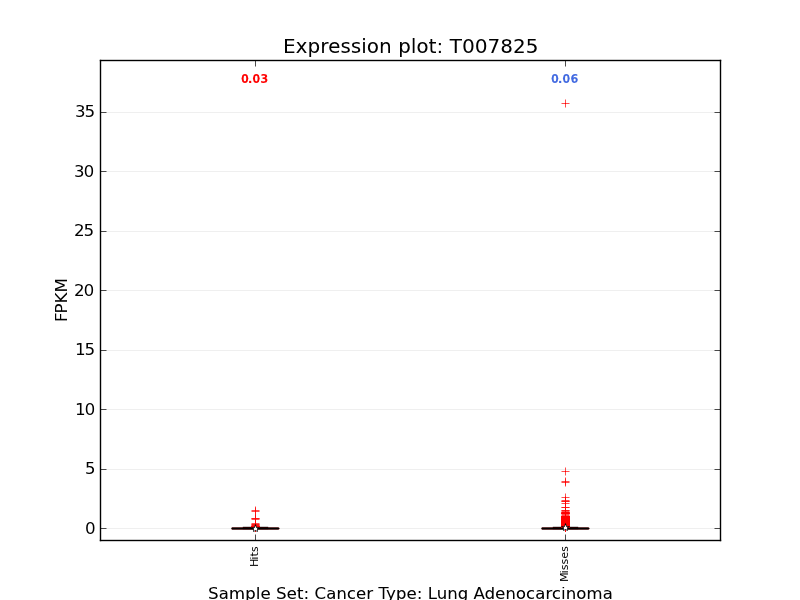 Expression plot: T007825
0.03
0.06
35
30
25
20
15
10
5
0
FPKM
Hits
Misses
Sample Set: Cancer Type: Lung Adenocarcinoma